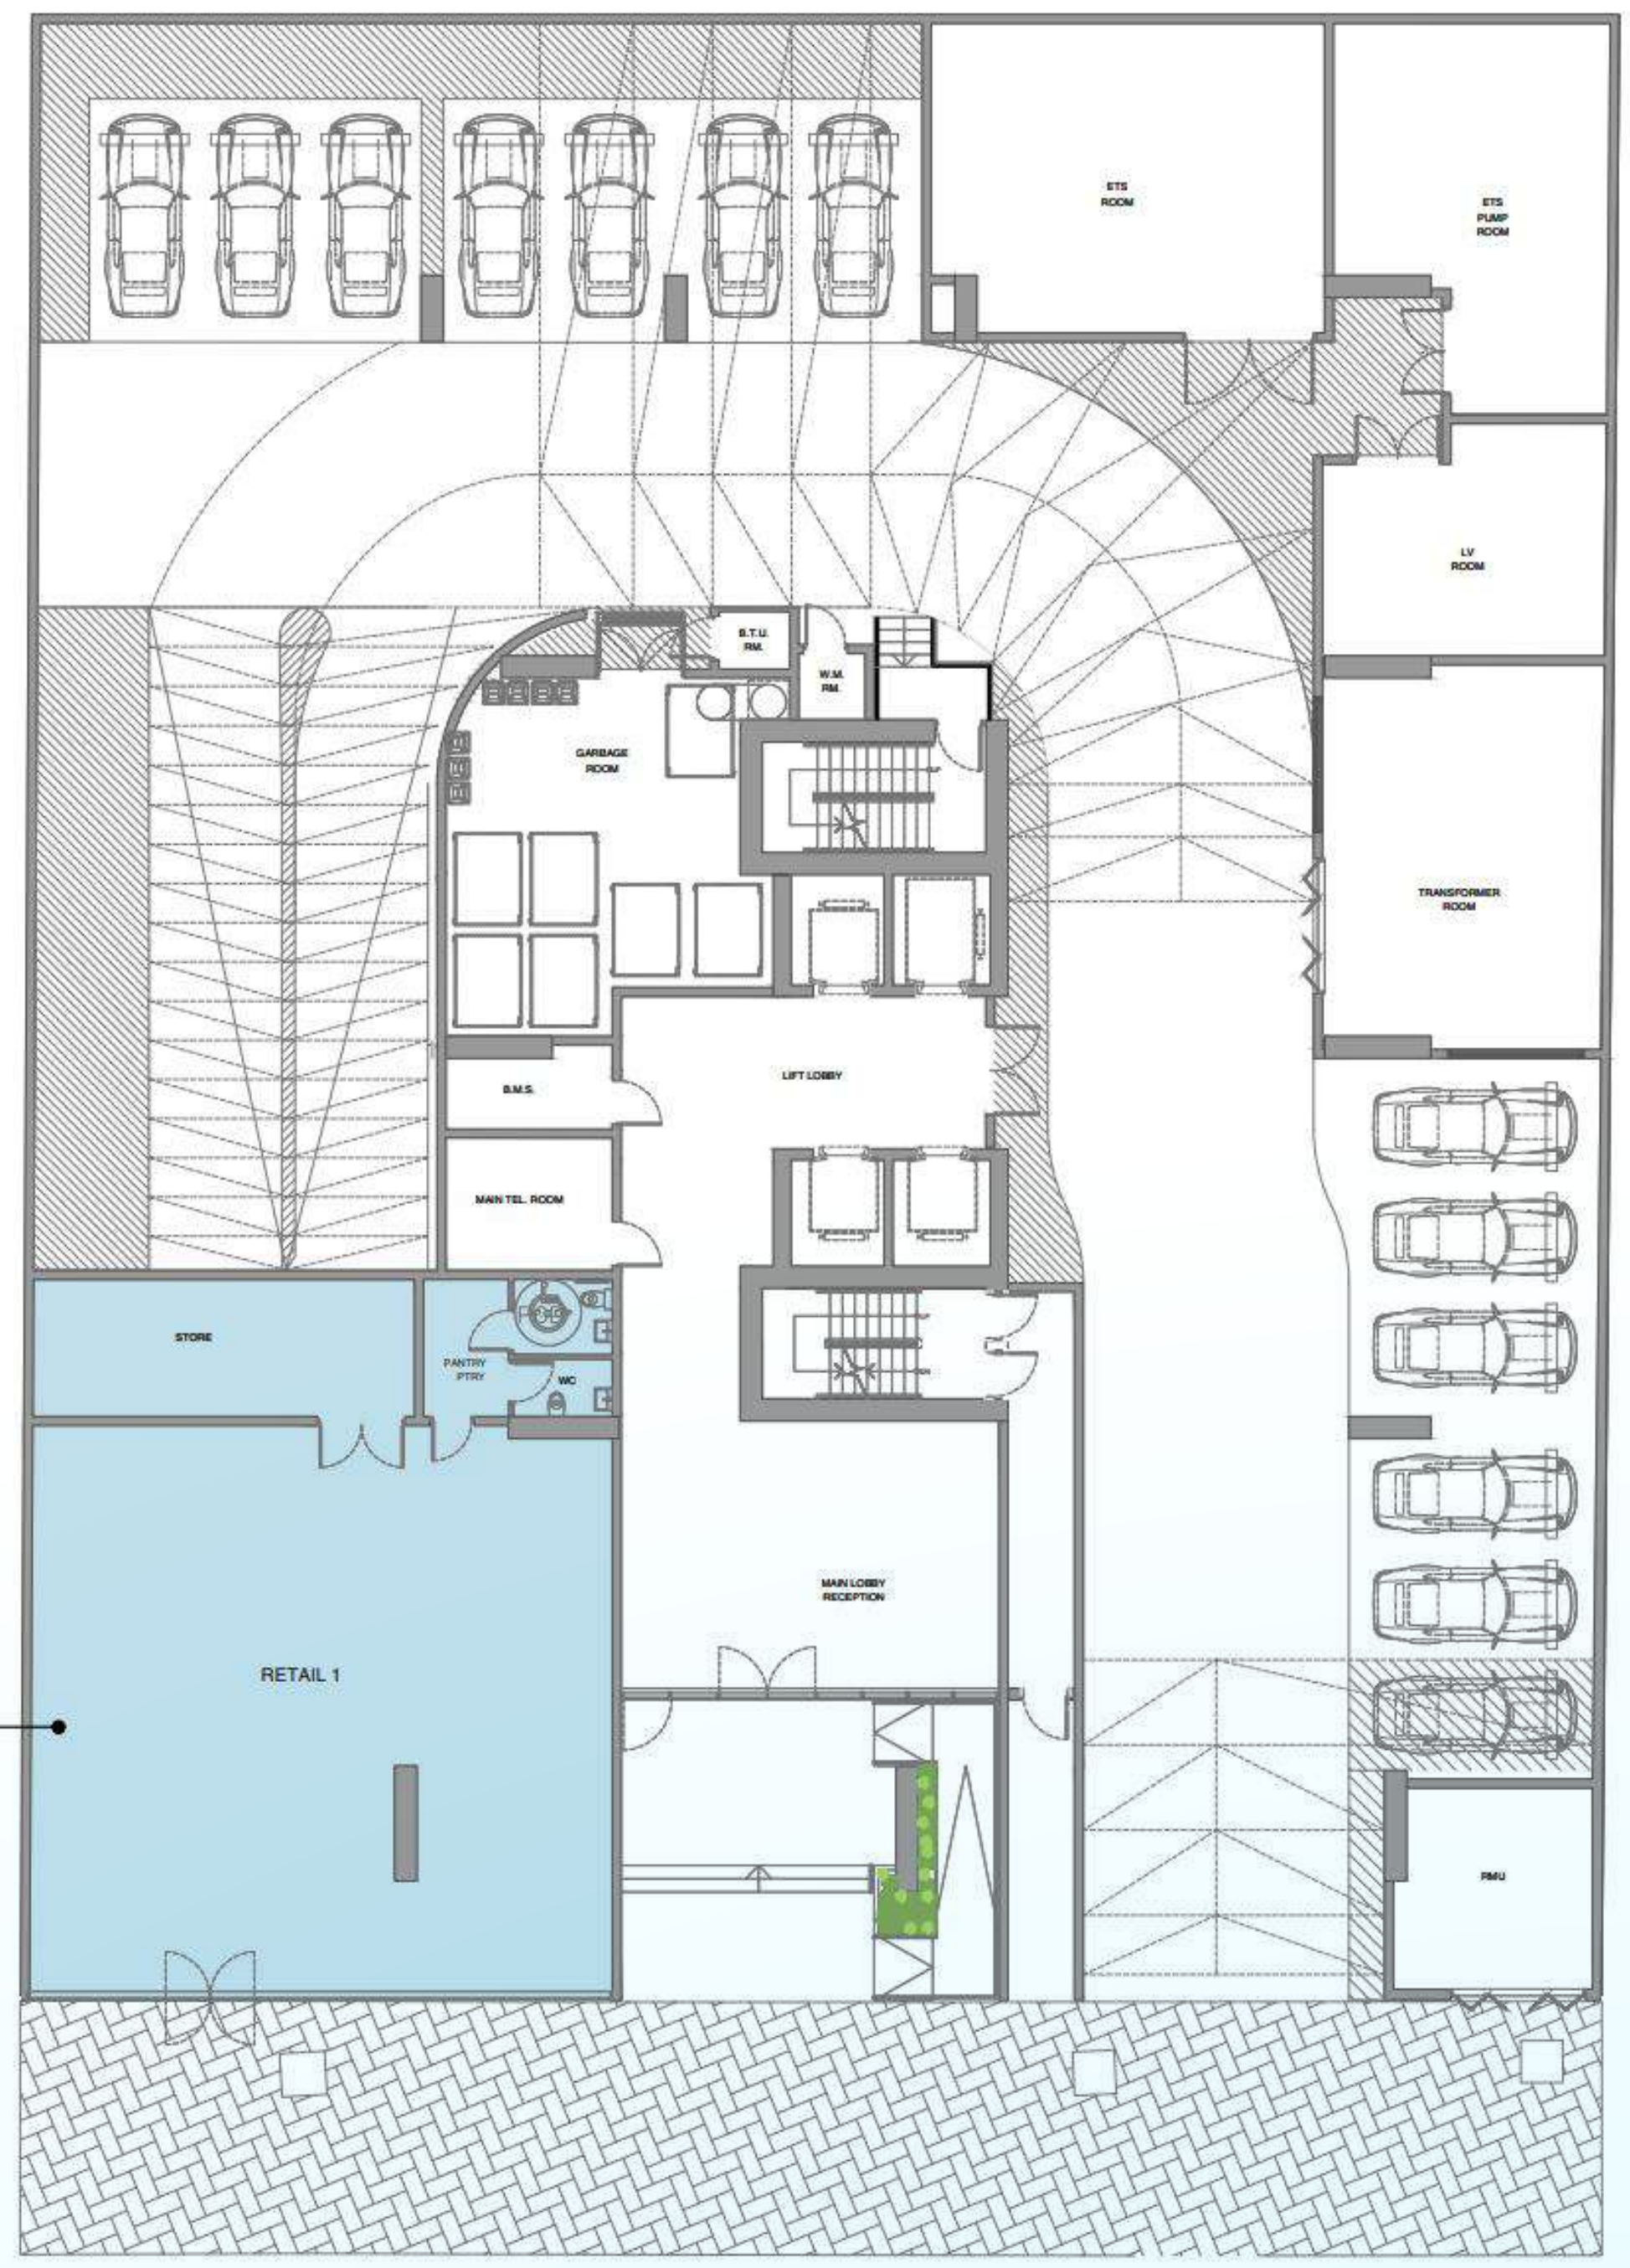 ETS
ROOM
ETS
PUMP
ROOM
LV
ROOM
B.T.U.
RM.
W.M.
RM.
GARBAGE
ROOM
TRANSFORMER
ROOM
LIFT LOBBY
B.M.S.
MAIN TEL. ROOM
STORE
PANTRY
PTRY
WC
MAIN LOBBY
RECEPTION
RETAIL 1
RMU